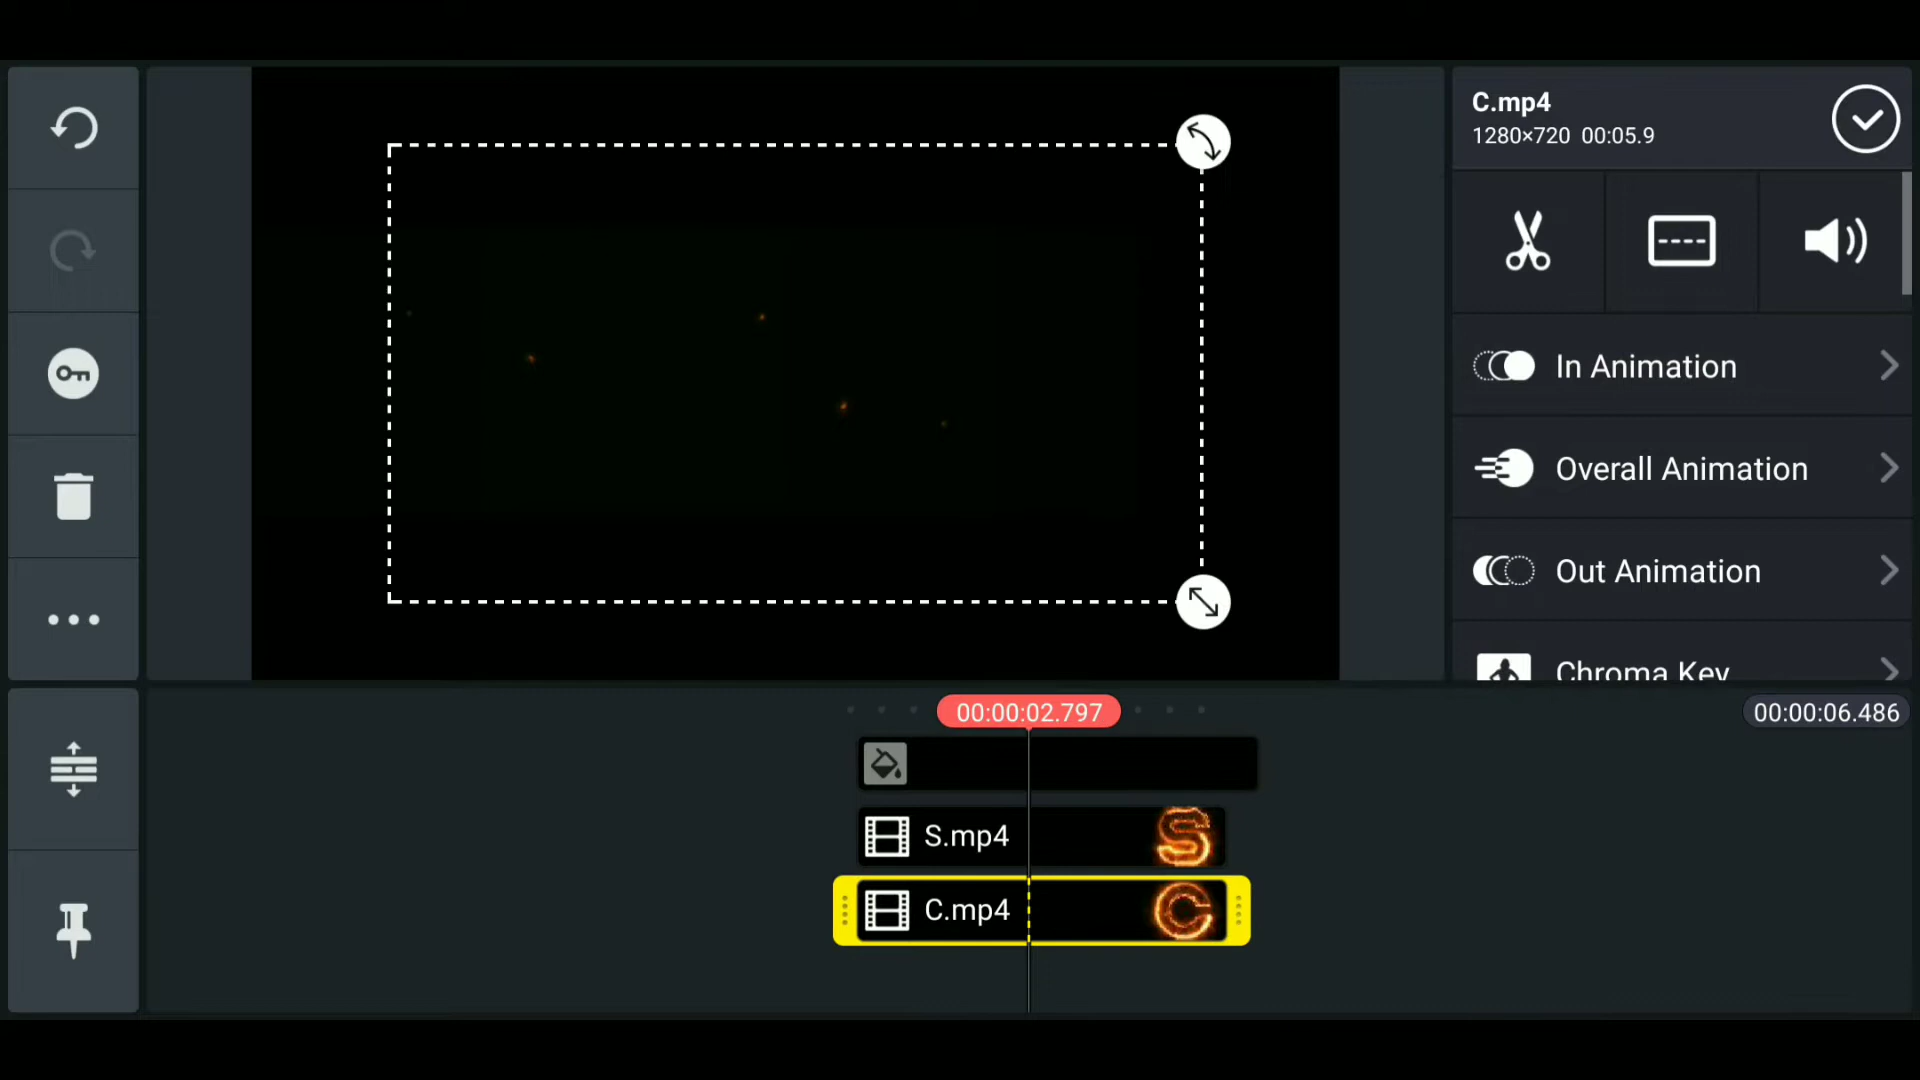 C.mp4
1280×720 00:05.9
In Animation
Overall Animation
Out Animation
Chroma Key
00:00:02.797
00:00:06.486
S.mp4
S
C.mp4
C